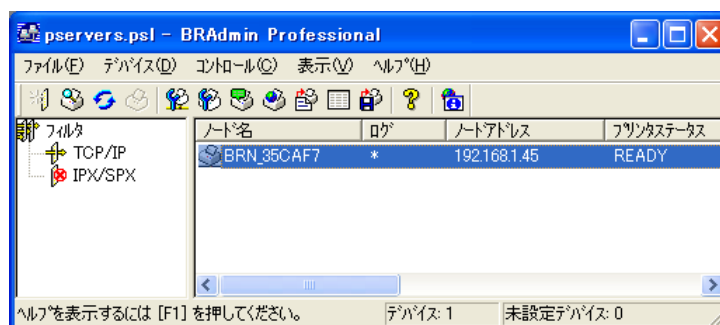 pservers.psl - BRAdmin Professional
ファイル(F) デバイス(D) コントロール(C) 表示(V) ヘルプ(H)
フィルタ
TCP/IP
IPX/SPX
ノード名 ログ ノードアドレス プリンタステータス
BRN_35CAF7 * 192.168.1.45 READY
ヘルプを表示するには [F1] を押してください。 デバイス: 1 未設定デバイス: 0